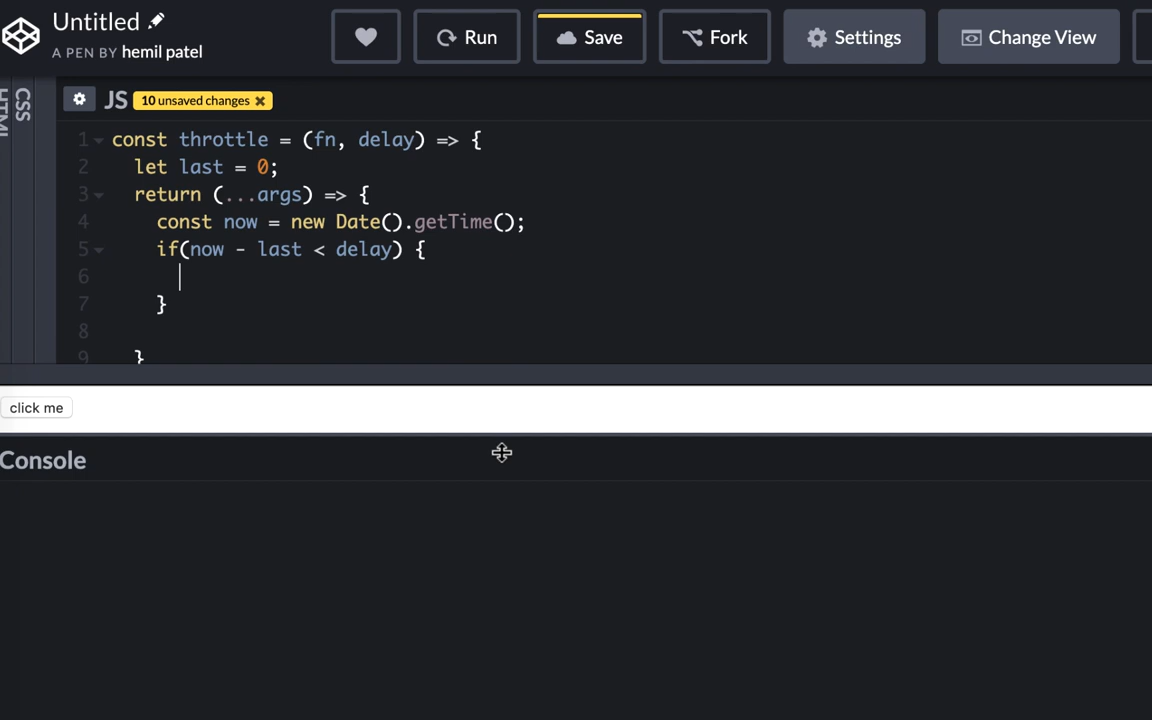 Untitled
A PEN BY hemil patel
Run
Save
Fork
Settings
Change View
HTML
CSS
JS
10 unsaved changes ×
1 const throttle = (fn, delay) => {
2   let last = 0;
3   return (...args) => {
4     const now = new Date().getTime();
5     if(now - last < delay) {
6
7     }
8
9   }
click me
Console